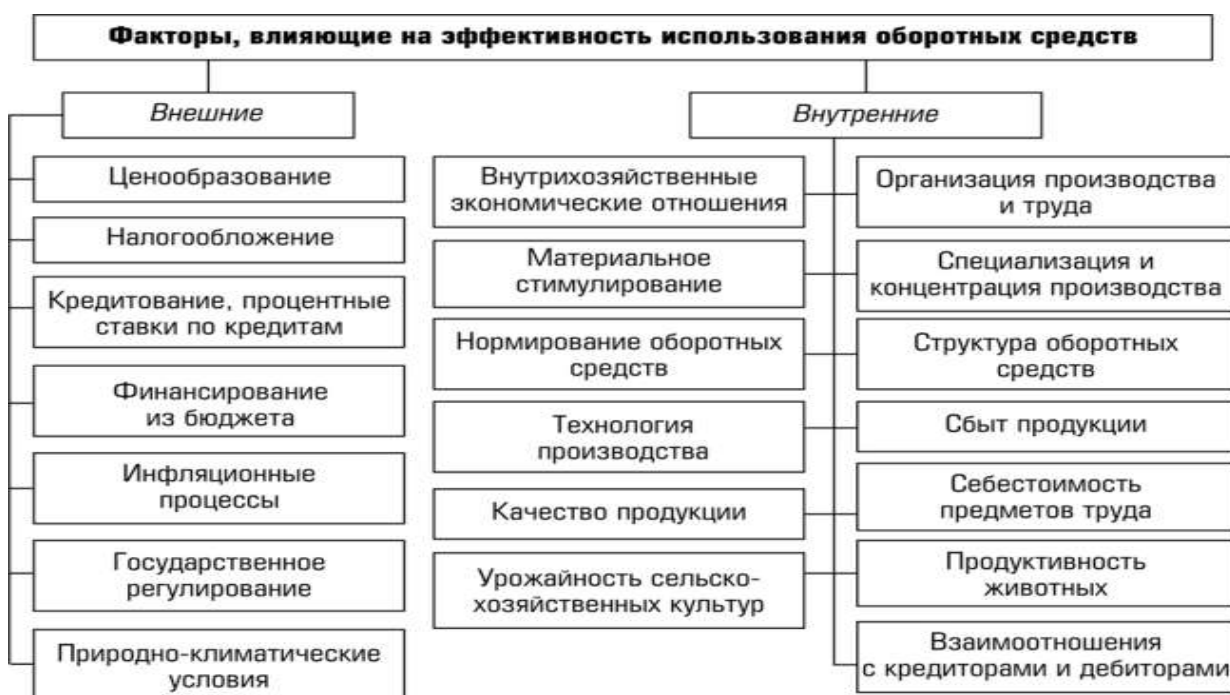 Факторы, влияющие на эффективность использования оборотных средств
Внешние
Ценообразование
Налогообложение
Кредитование, процентные
ставки по кредитам
Финансирование
из бюджета
Инфляционные
процессы
Государственное
регулирование
Природно-климатические
условия
Внутренние
Внутрихозяйственные
экономические отношения
Материальное
стимулирование
Нормирование оборотных
средств
Технология
производства
Качество продукции
Урожайность сельско-
хозяйственных культур
Организация производства
и труда
Специализация и
концентрация производства
Структура оборотных
средств
Сбыт продукции
Себестоимость
предметов труда
Продуктивность
животных
Взаимоотношения
с кредиторами и дебиторами